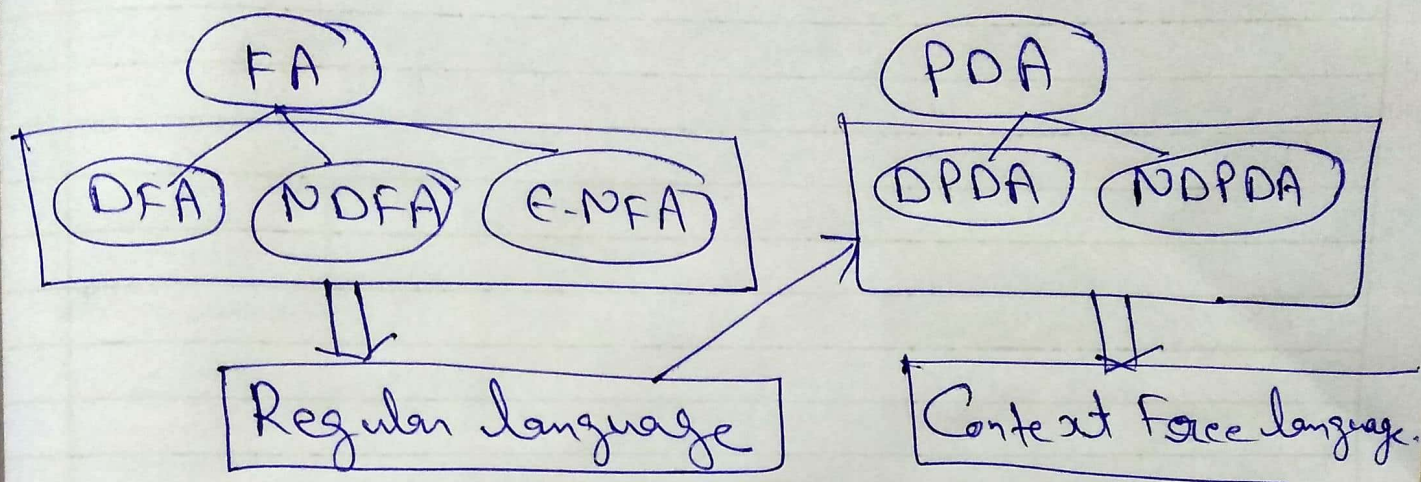 FA
PDA
DFA NDFA E-NFA
DPDA NDPDA
Regular language
Context Free language.